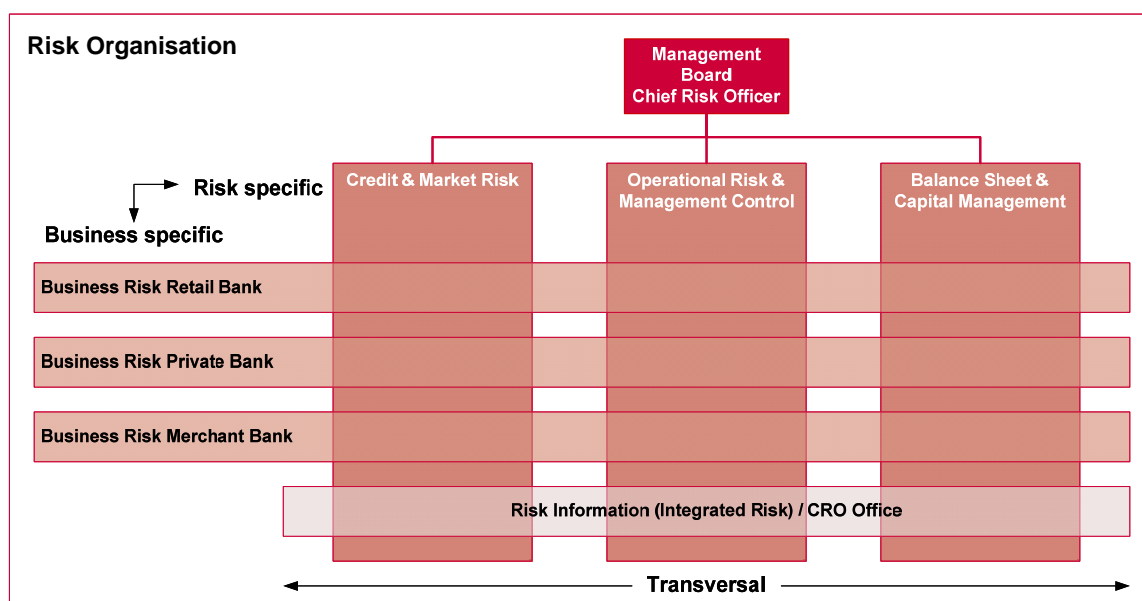 Risk Organisation
Management
Board
Chief Risk Officer
Credit & Market Risk
Operational Risk &
Management Control
Balance Sheet &
Capital Management
Risk specific
Business specific
Business Risk Retail Bank
Business Risk Private Bank
Business Risk Merchant Bank
Risk Information (Integrated Risk) / CRO Office
Transversal